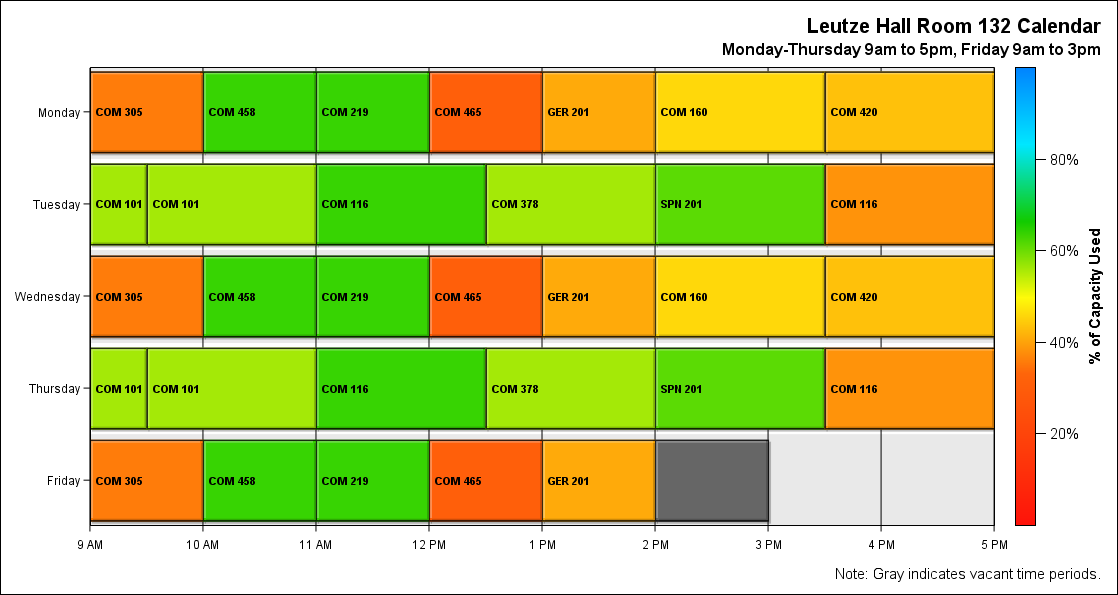 Leutze Hall Room 132 Calendar
Monday-Thursday 9am to 5pm, Friday 9am to 3pm
Monday
COM 305
COM 458
COM 219
COM 465
GER 201
COM 160
COM 420
Tuesday
COM 101
COM 101
COM 116
COM 378
SPN 201
COM 116
Wednesday
COM 305
COM 458
COM 219
COM 465
GER 201
COM 160
COM 420
Thursday
COM 101
COM 101
COM 116
COM 378
SPN 201
COM 116
Friday
COM 305
COM 458
COM 219
COM 465
GER 201
9 AM
10 AM
11 AM
12 PM
1 PM
2 PM
3 PM
4 PM
5 PM
80%
60%
40%
20%
% of Capacity Used
Note: Gray indicates vacant time periods.